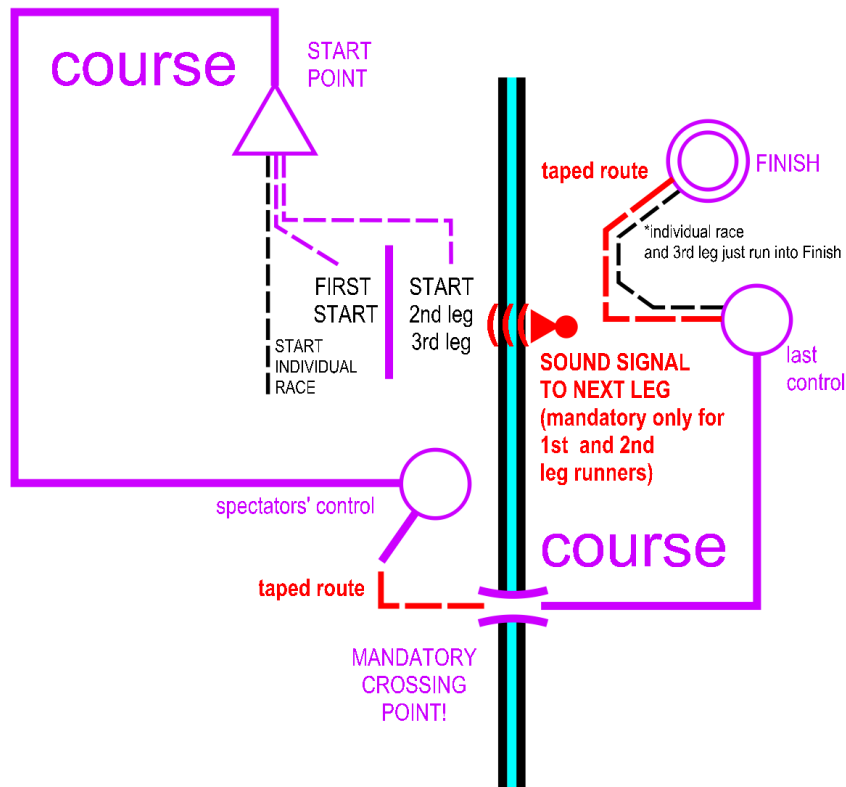 course
START
POINT
taped route
FINISH
*individual race
and 3rd leg just run into Finish
FIRST
START
START
2nd leg
3rd leg
START
INDIVIDUAL
RACE
last
control
SOUND SIGNAL
TO NEXT LEG
(mandatory only for
1st and 2nd
leg runners)
spectators' control
course
taped route
MANDATORY
CROSSING
POINT!